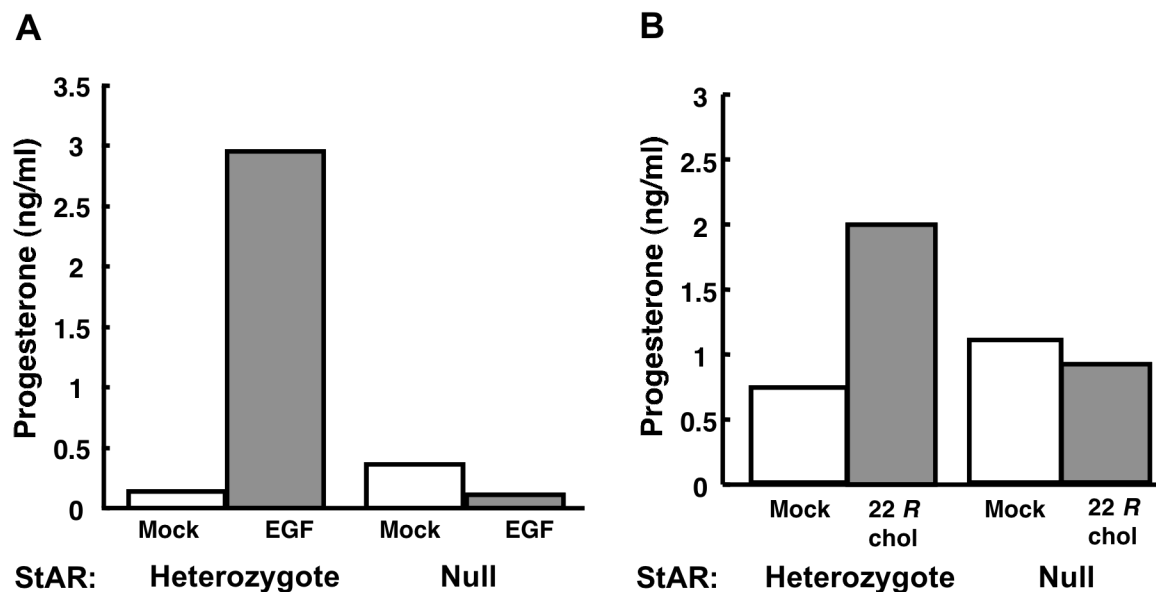 A
Progesterone (ng/ml)
3.5
3
2.5
2
1.5
1
0.5
0
Mock EGF Mock EGF
StAR: Heterozygote Null
B
Progesterone (ng/ml)
3
2.5
2
1.5
1
0.5
0
Mock 22 R chol Mock 22 R chol
StAR: Heterozygote Null